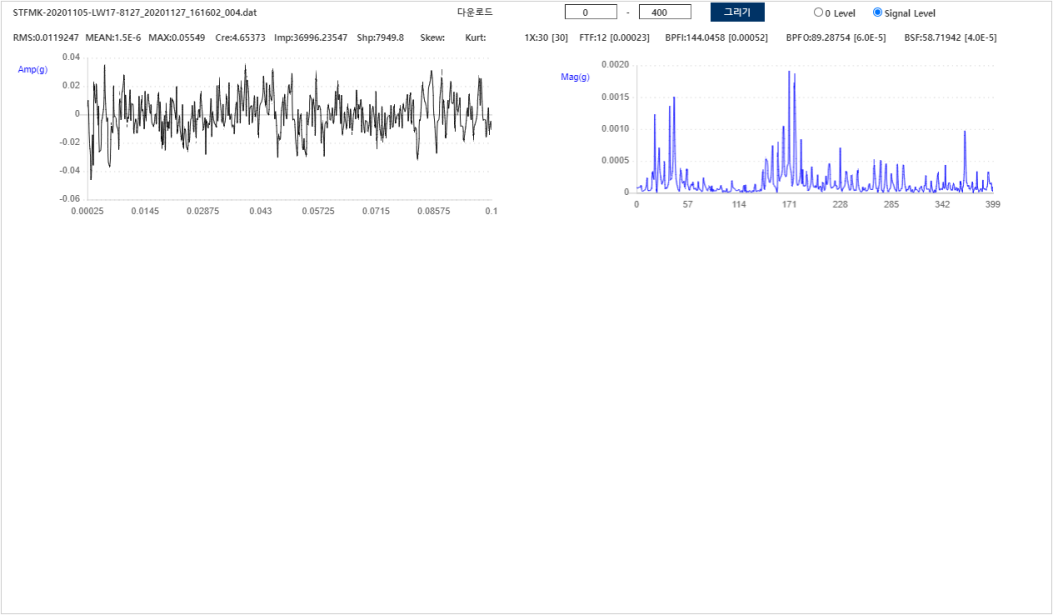 STFMK-20201105-LW17-8127_20201127_161602_004.dat 다운로드 0 - 400 그리기 0 Level Signal Level
RMS:0.0119247 MEAN:1.5E-6 MAX:0.05549 Cre:4.65373 Imp:36996.23547 Shp:7949.8 Skew: Kurt: 1X:30 [30] FTF:12 [0.00023] BPFI:144.0458 [0.00052] BPFO:89.28754 [6.0E-5] BSF:58.71942 [4.0E-5]
Amp(g)
0.04
0.02
0
-0.02
-0.04
-0.06
0.00025 0.0145 0.02875 0.043 0.05725 0.0715 0.08575 0.1
Mag(g)
0.0020
0.0015
0.0010
0.0005
0
0 57 114 171 228 285 342 399